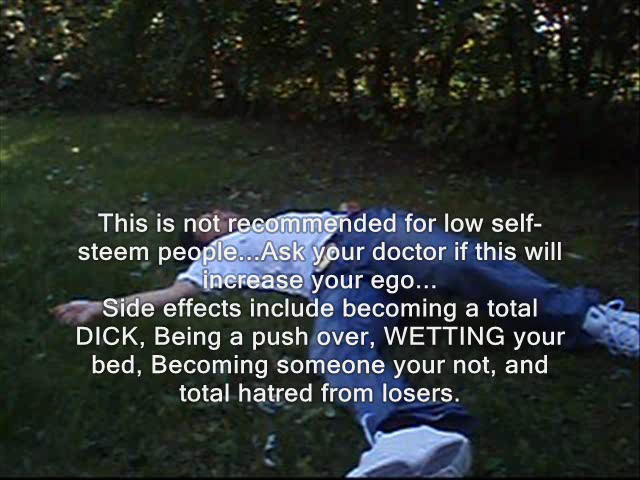 This is not recommended for low self-
steem people...Ask your doctor if this will
increase your ego...
Side effects include becoming a total
DICK, Being a push over, WETTING your
bed, Becoming someone your not, and
total hatred from losers.